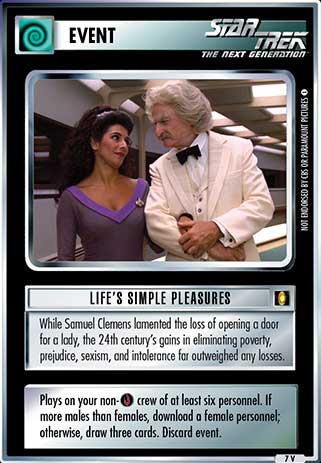 EVENT
STAR TREK
THE NEXT GENERATION
NOT ENDORSED BY CBS OR PARAMOUNT PICTURES
LIFE'S SIMPLE PLEASURES
While Samuel Clemens lamented the loss of opening a door
for a lady, the 24th century's gains in eliminating poverty,
prejudice, sexism, and intolerance far outweighed any losses.
Plays on your non- crew of at least six personnel. If
more males than females, download a female personnel;
otherwise, draw three cards. Discard event.
7 V